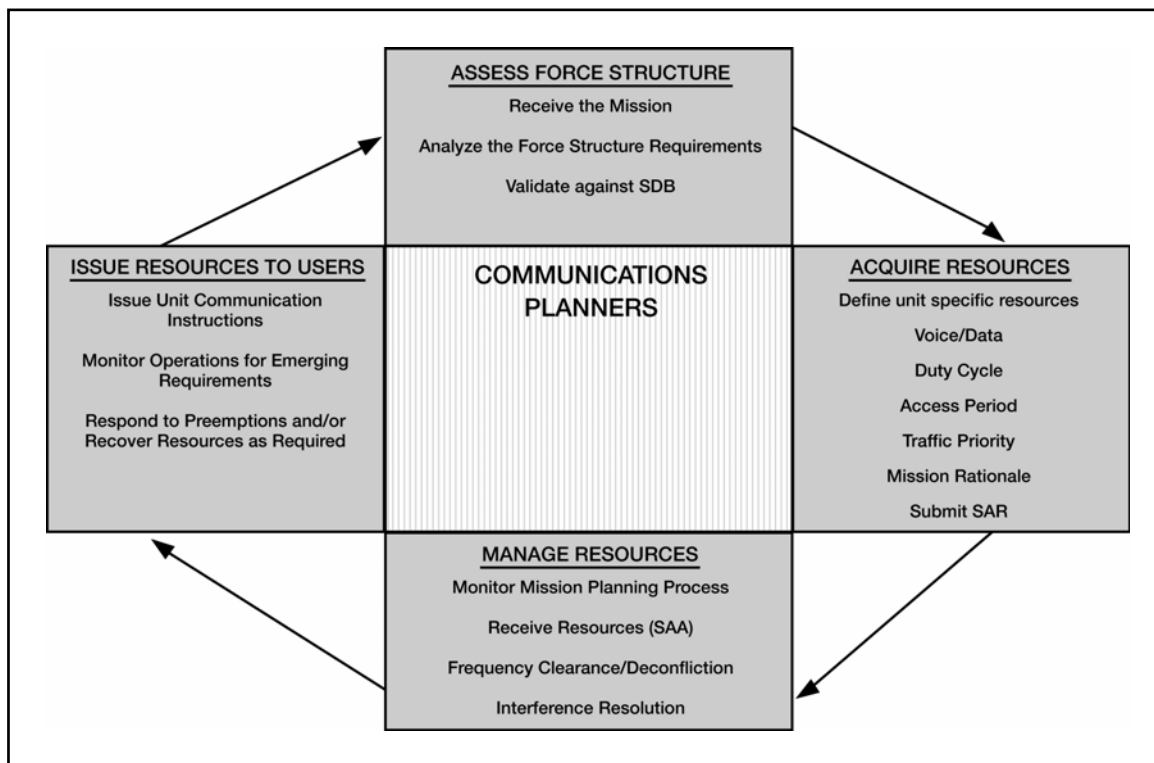 ASSESS FORCE STRUCTURE
Receive the Mission
Analyze the Force Structure Requirements
Validate against SDB
ISSUE RESOURCES TO USERS
Issue Unit Communication
Instructions
Monitor Operations for Emerging
Requirements
Respond to Preemptions and/or
Recover Resources as Required
COMMUNICATIONS
PLANNERS
ACQUIRE RESOURCES
Define unit specific resources
Voice/Data
Duty Cycle
Access Period
Traffic Priority
Mission Rationale
Submit SAR
MANAGE RESOURCES
Monitor Mission Planning Process
Receive Resources (SAA)
Frequency Clearance/Deconfliction
Interference Resolution